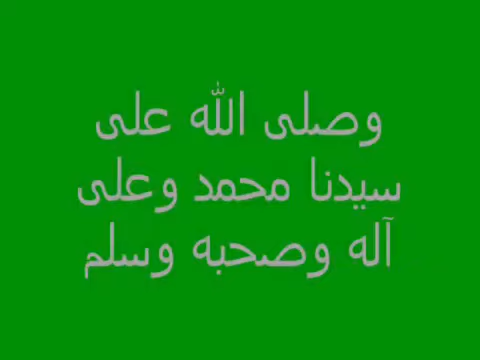 وصلى الله على
سيدنا محمد وعلى
آله وصحبه وسلم